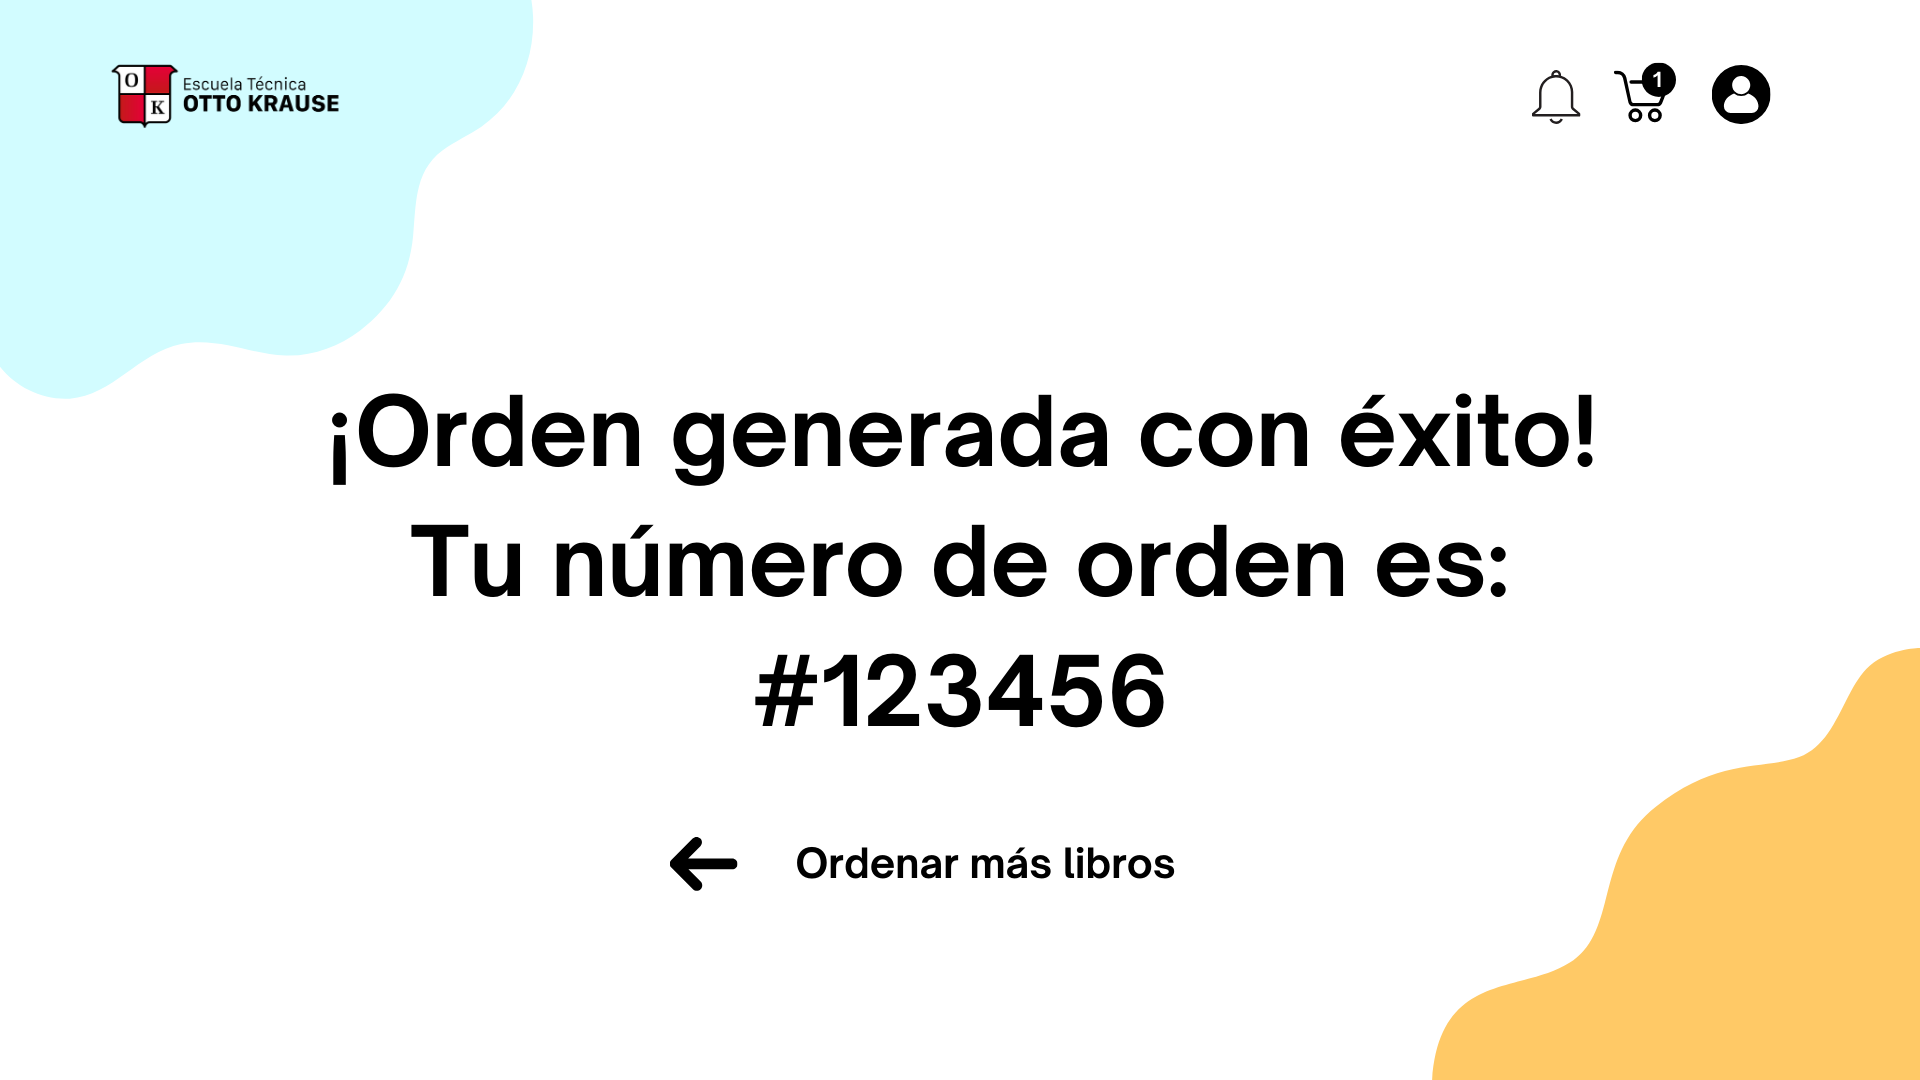 O
K
Escuela Técnica
OTTO KRAUSE
1
¡Orden generada con éxito!
Tu número de orden es:
#123456
Ordenar más libros